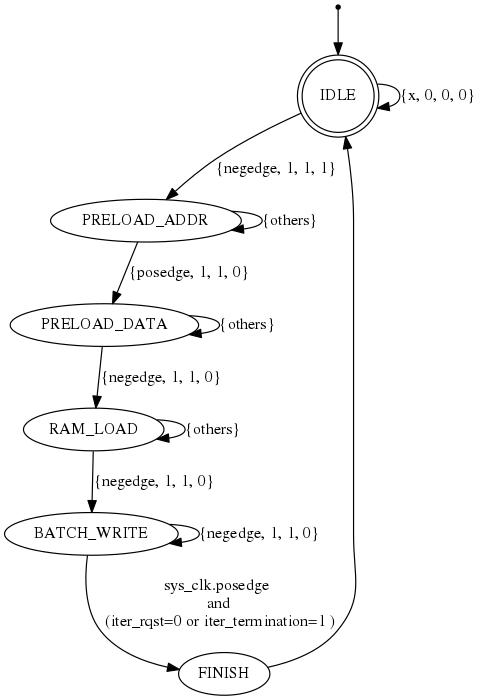 IDLE
{x, 0, 0, 0}
{negedge, 1, 1, 1}
PRELOAD_ADDR
{others}
{posedge, 1, 1, 0}
PRELOAD_DATA
{others}
{negedge, 1, 1, 0}
RAM_LOAD
{others}
{negedge, 1, 1, 0}
BATCH_WRITE
{negedge, 1, 1, 0}
sys_clk.posedge
and
(iter_rqst=0 or iter_termination=1 )
FINISH